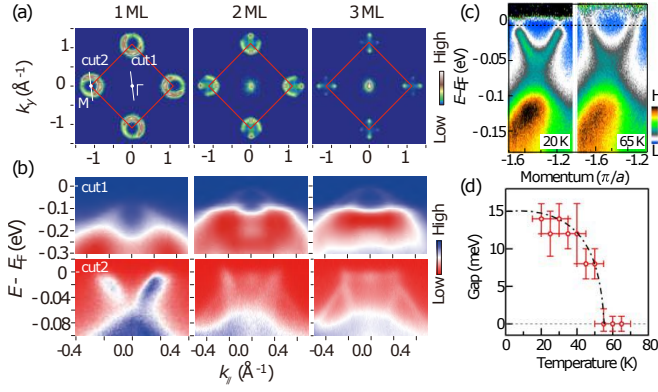 (a)
1 ML
2 ML
3 ML
cut2
cut1
M
Γ
k_y (Å⁻¹)
1
0
-1
-1 0 1
-1 0 1
-1 0 1
High
Low
(b)
cut1
E - E_F (eV)
0
-0.1
-0.2
-0.3
cut2
0
-0.04
-0.08
-0.4 0.0 0.4
-0.4 0.0 0.4
-0.4 0.0 0.4
k_// (Å⁻¹)
High
Low
(c)
E-E_F (eV)
0.00
-0.05
-0.10
-0.15
20 K
65 K
-1.6 -1.2
-1.6 -1.2
Momentum (π/a)
H
L
(d)
Gap (meV)
15
10
5
0
0 20 40 60 80
Temperature (K)